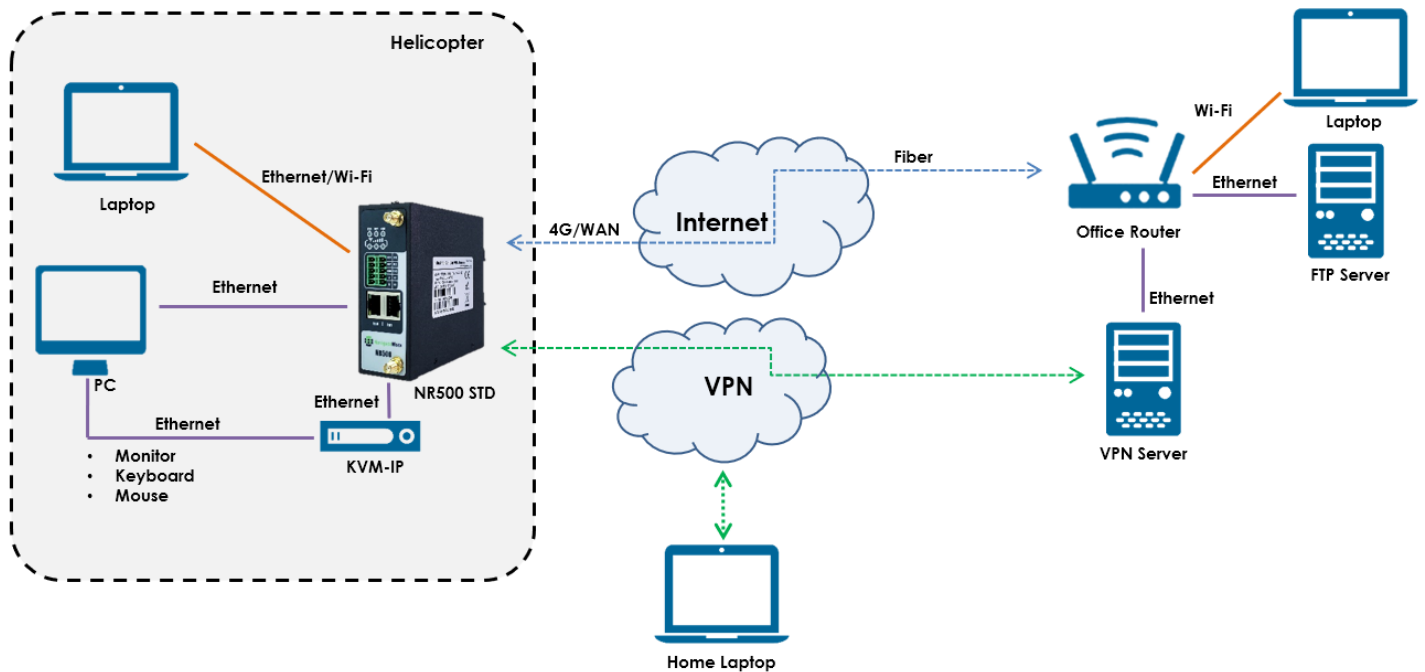 Helicopter
Laptop
Ethernet/Wi-Fi
PC
Ethernet
NR500 STD
Ethernet
Ethernet
• Monitor
• Keyboard
• Mouse
KVM-IP
4G/WAN
Internet
Fiber
VPN
Home Laptop
Wi-Fi
Laptop
Office Router
Ethernet
FTP Server
Ethernet
VPN Server
NR500